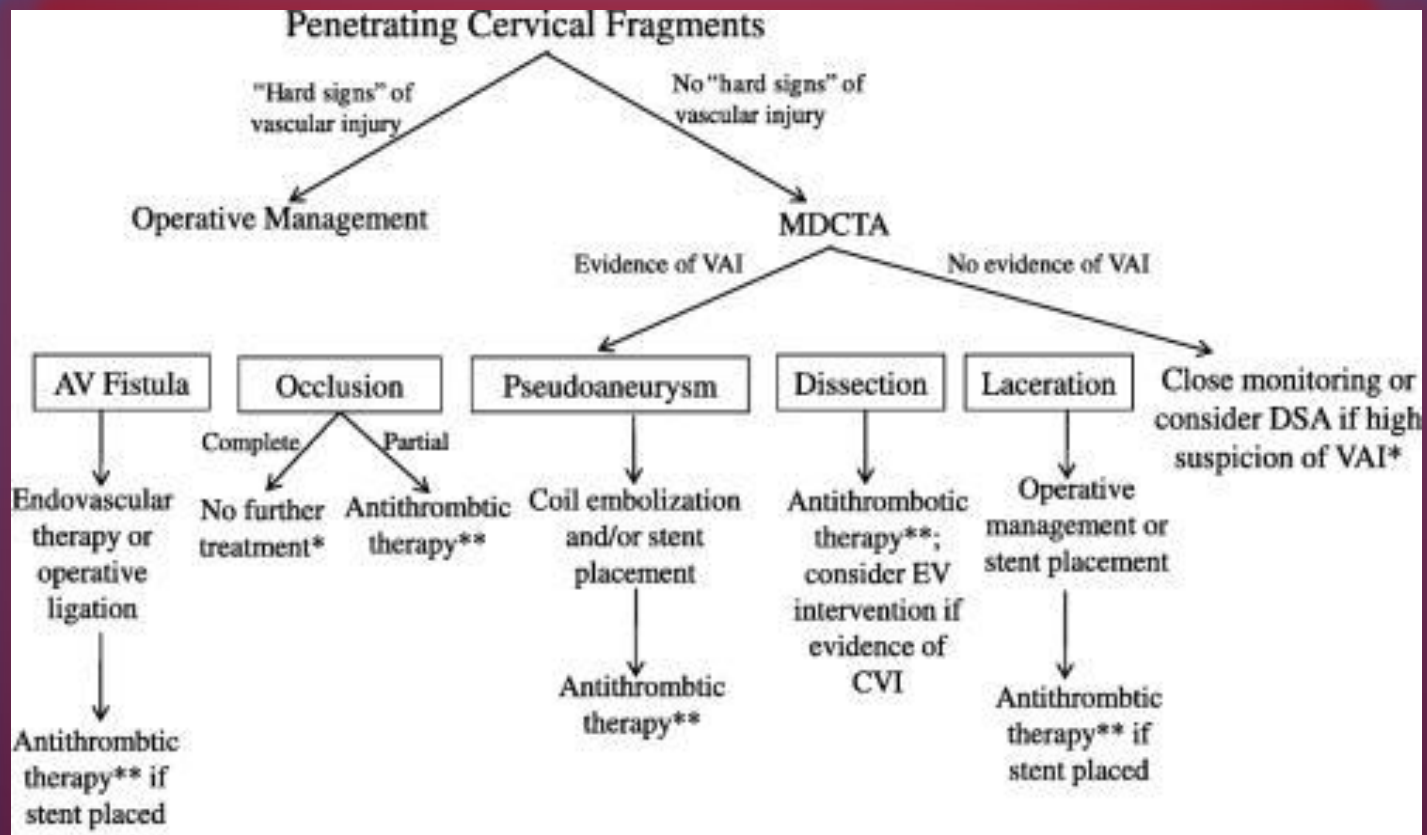 Penetrating Cervical Fragments
"Hard signs" of
vascular injury
No "hard signs" of
vascular injury
Operative Management
MDCTA
Evidence of VAI
No evidence of VAI
AV Fistula
Endovascular
therapy or
operative
ligation
Antithrombtic
therapy** if
stent placed
Occlusion
Complete
Partial
No further
treatment*
Antithrombtic
therapy**
Pseudoaneurysm
Coil embolization
and/or stent
placement
Antithrombtic
therapy**
Dissection
Antithrombotic
therapy**;
consider EV
intervention if
evidence of
CVI
Laceration
Operative
management or
stent placement
Antithrombtic
therapy** if
stent placed
Close monitoring or
consider DSA if high
suspicion of VAI*